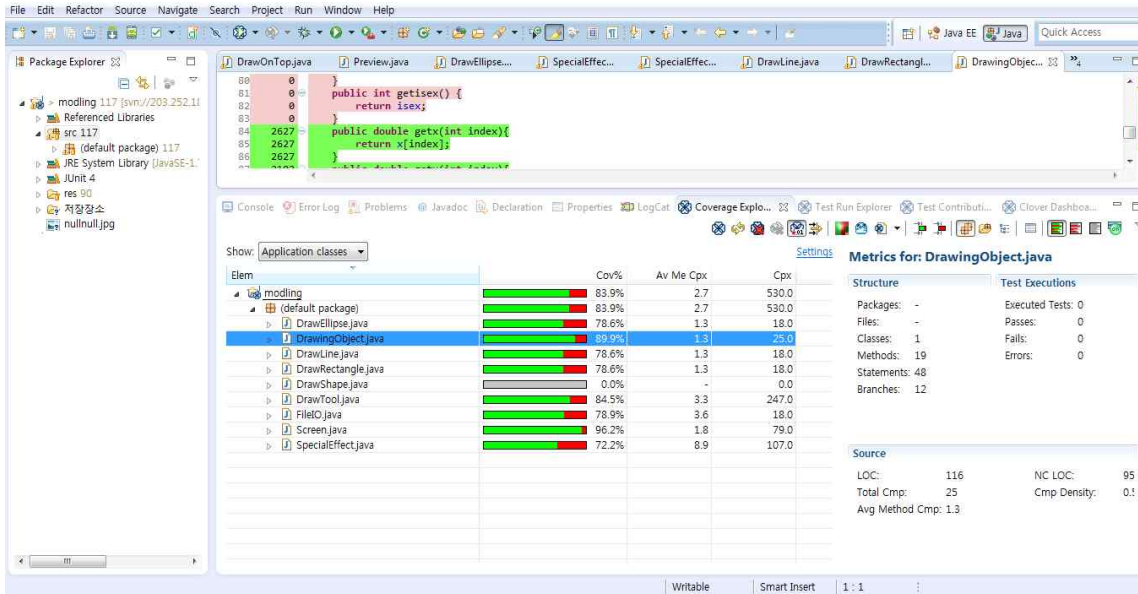 File Edit Refactor Source Navigate Search Project Run Window Help
Java EE Java Quick Access
Package Explorer
modling 117 [svn://203.252.11
Referenced Libraries
src 117
(default package) 117
JRE System Library [JavaSE-1.
JUnit 4
res 90
저장장소
nullnull.jpg
DrawOnTop.java Preview.java DrawEllipse.... SpecialEffec... SpecialEffec... DrawLine.java DrawRectangl... DrawingObjec... »4
80 0 }
81 0 public int getisex() {
82 0 return isex;
83 0 }
84 2627 public double getx(int index){
85 2627 return x[index];
86 2627 }
Console Error Log Problems @ Javadoc Declaration Properties LogCat Coverage Explo... Test Run Explorer Test Contributi... Clover Dashboa...
Show: Application classes Settings
Elem Cov% Av Me Cpx Cpx
modling 83.9% 2.7 530.0
(default package) 83.9% 2.7 530.0
DrawEllipse.java 78.6% 1.3 18.0
DrawingObject.java 89.9% 1.3 25.0
DrawLine.java 78.6% 1.3 18.0
DrawRectangle.java 78.6% 1.3 18.0
DrawShape.java 0.0% - 0.0
DrawTool.java 84.5% 3.3 247.0
FileIO.java 78.9% 3.6 18.0
Screen.java 96.2% 1.8 79.0
SpecialEffect.java 72.2% 8.9 107.0
Metrics for: DrawingObject.java
Structure
Packages: -
Files: -
Classes: 1
Methods: 19
Statements: 48
Branches: 12
Test Executions
Executed Tests: 0
Passes: 0
Fails: 0
Errors: 0
Source
LOC: 116 NC LOC: 95
Total Cmp: 25 Cmp Density:
Avg Method Cmp: 1.3
Writable Smart Insert 1 : 1